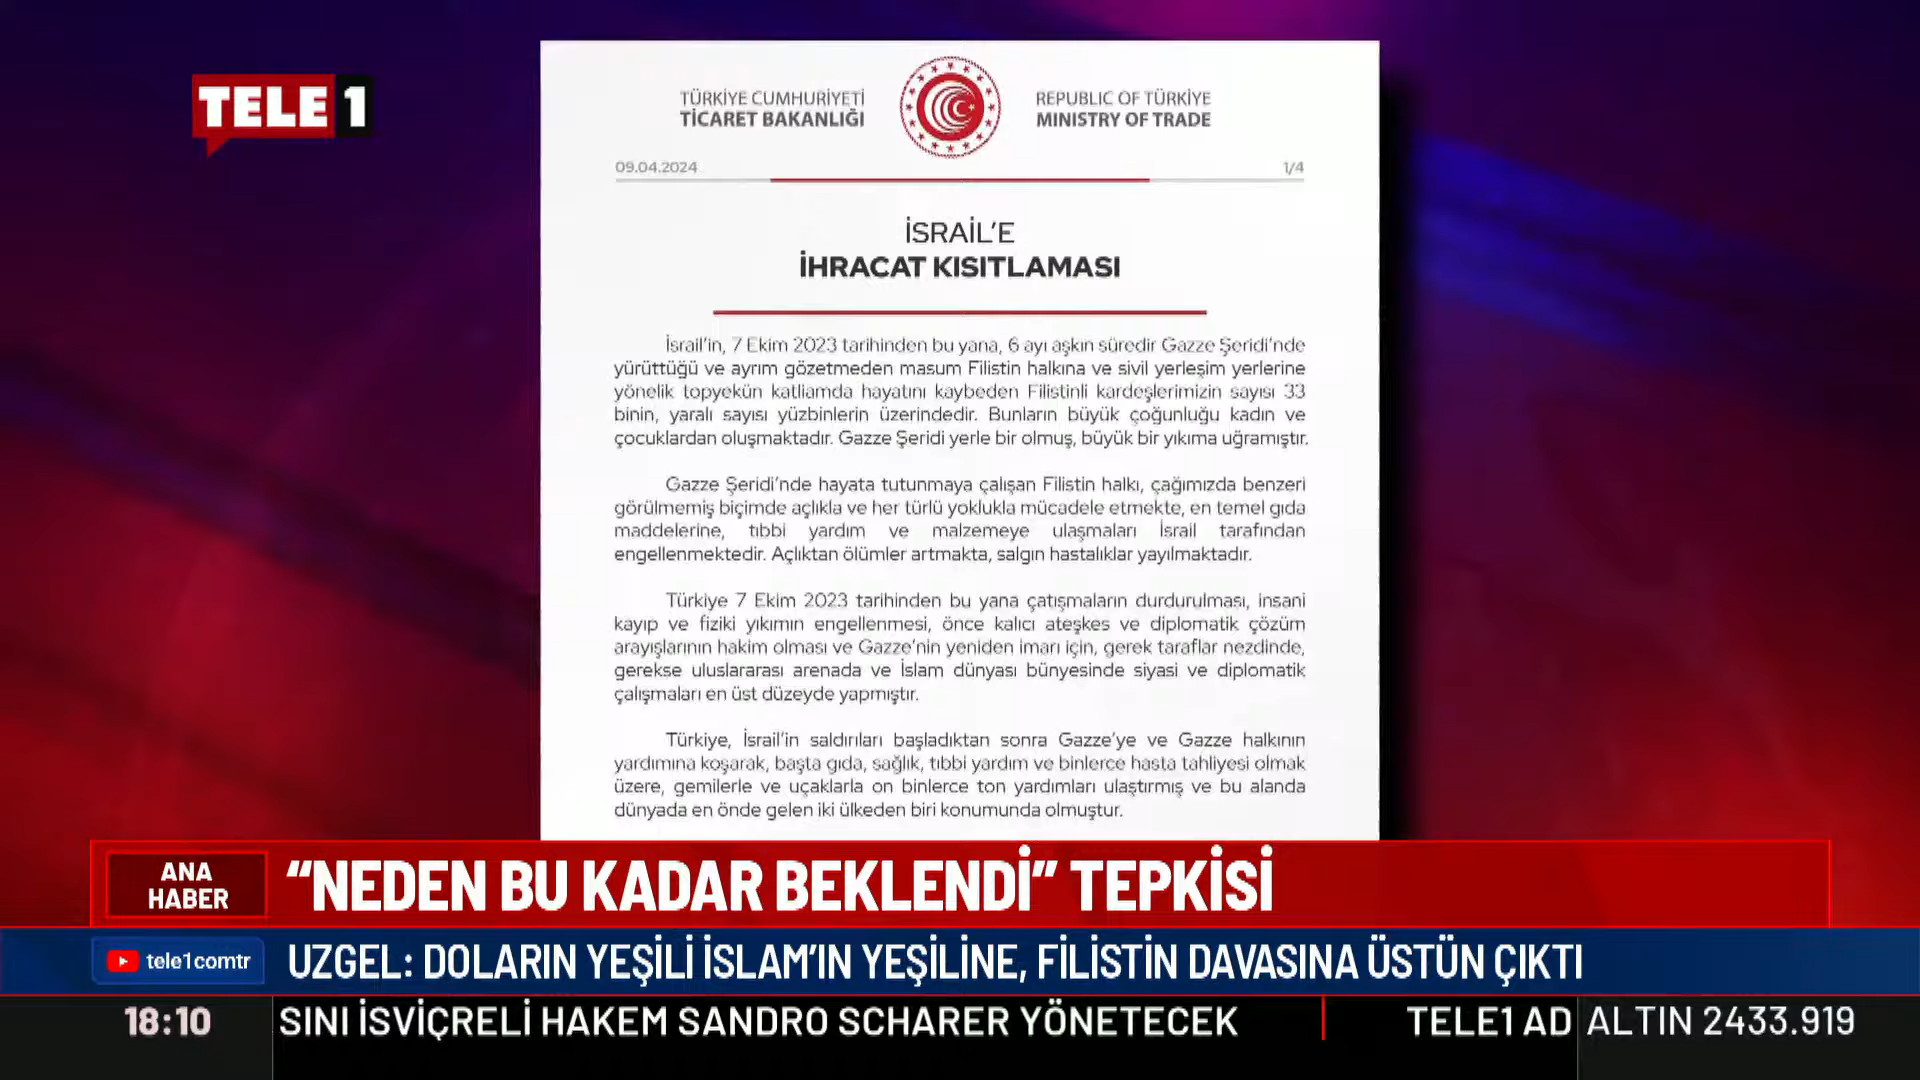 TELE 1
TÜRKİYE CUMHURİYETİ
TİCARET BAKANLIĞI
REPUBLIC OF TÜRKİYE
MINISTRY OF TRADE
09.04.2024
1/4
İSRAİL'E
İHRACAT KISITLAMASI
İsrail'in, 7 Ekim 2023 tarihinden bu yana, 6 ayı aşkın süredir Gazze Şeridi'nde
yürüttüğü ve ayrım gözetmeden masum Filistin halkına ve sivil yerleşim yerlerine
yönelik topyekün katliamda hayatını kaybeden Filistinli kardeşlerimizin sayısı 33
binin, yaralı sayısı yüzbinlerin üzerindedir. Bunların büyük çoğunluğu kadın ve
çocuklardan oluşmaktadır. Gazze Şeridi yerle bir olmuş, büyük bir yıkıma uğramıştır.
Gazze Şeridi'nde hayata tutunmaya çalışan Filistin halkı, çağımızda benzeri
görülmemiş biçimde açlıkla ve her türlü yoklukla mücadele etmekte, en temel gıda
maddelerine, tıbbi yardım ve malzemeye ulaşmaları İsrail tarafından
engellenmektedir. Açlıktan ölümler artmakta, salgın hastalıklar yayılmaktadır.
Türkiye 7 Ekim 2023 tarihinden bu yana çatışmaların durdurulması, insani
kayıp ve fiziki yıkımın engellenmesi, önce kalıcı ateşkes ve diplomatik çözüm
arayışlarının hakim olması ve Gazze'nin yeniden imarı için, gerek taraflar nezdinde,
gerekse uluslararası arenada ve İslam dünyası bünyesinde siyasi ve diplomatik
çalışmaları en üst düzeyde yapmıştır.
Türkiye, İsrail'in saldırıları başladıktan sonra Gazze'ye ve Gazze halkının
yardımına koşarak, başta gıda, sağlık, tıbbi yardım ve binlerce hasta tahliyesi olmak
üzere, gemilerle ve uçaklarla on binlerce ton yardımları ulaştırmış ve bu alanda
dünyada en önde gelen iki ülkeden biri konumunda olmuştur.
ANA
HABER
“NEDEN BU KADAR BEKLENDİ” TEPKİSİ
tele1comtr
UZGEL: DOLARIN YEŞİLİ İSLAM'IN YEŞİLİNE, FİLİSTİN DAVASINA ÜSTÜN ÇIKTI
18:10
SINI İSVİÇRELİ HAKEM SANDRO SCHARER YÖNETECEK
TELE1 AD
ALTIN 2433.919